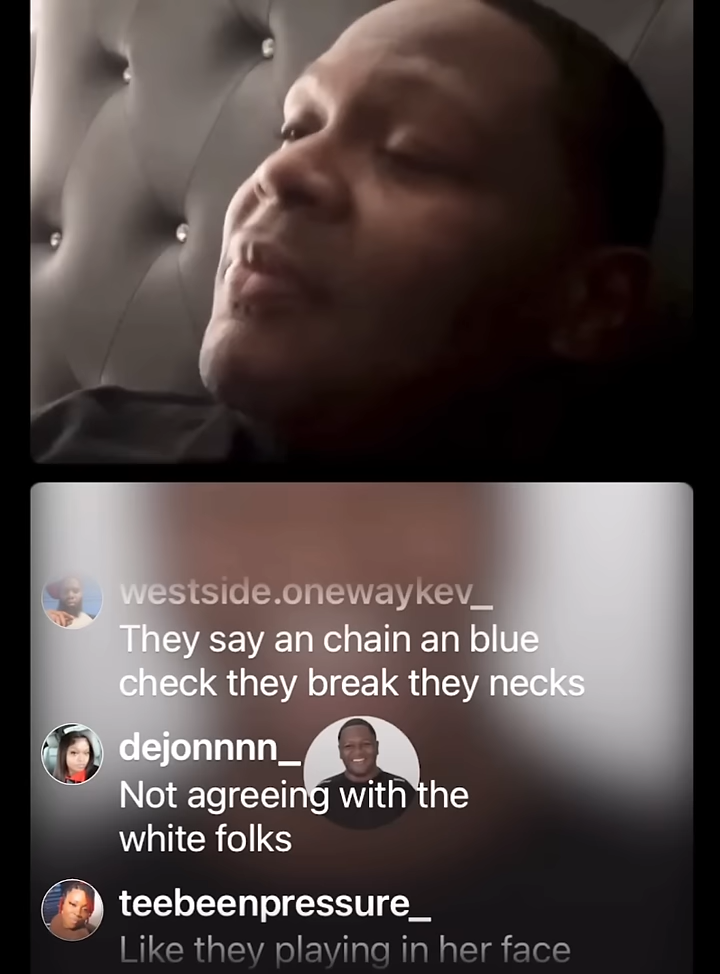 westside.onewaykev_
They say an chain an blue
check they break they necks
dejonnnn_
Not agreeing with the
white folks
teebeenpressure_
Like they playing in her face